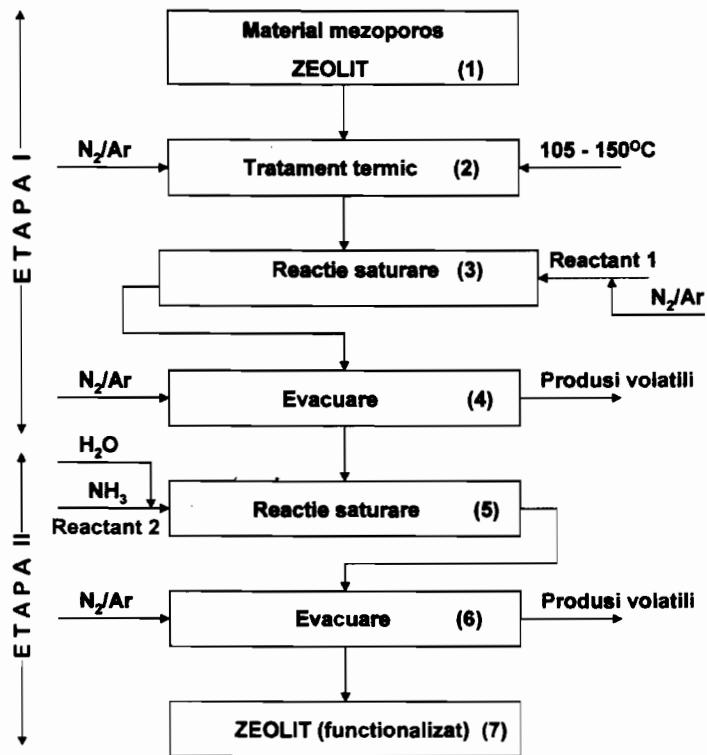 Material mezoporos
ZEOLIT (1)
N₂/Ar
Tratament termic (2)
105 - 150⁰C
Reactie saturare (3)
Reactant 1
N₂/Ar
N₂/Ar
Evacuare (4)
Produsi volatili
ETAPA I
H₂O
NH₃
Reactant 2
Reactie saturare (5)
N₂/Ar
Evacuare (6)
Produsi volatili
ETAPA II
ZEOLIT (functionalizat) (7)